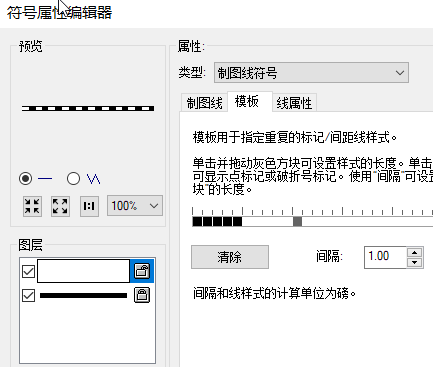 符号属性编辑器
预览
属性:
类型:
制图线符号
制图线
模板
线属性
模板用于指定重复的标记/间距线样式。
单击并拖动灰色方块可设置样式的长度。单击
可显示点标记或破折号标记。使用"间隔"可设置
块"的长度。
1:1
100%
清除
间隔:
1.00
图层
间隔和线样式的计算单位为磅。